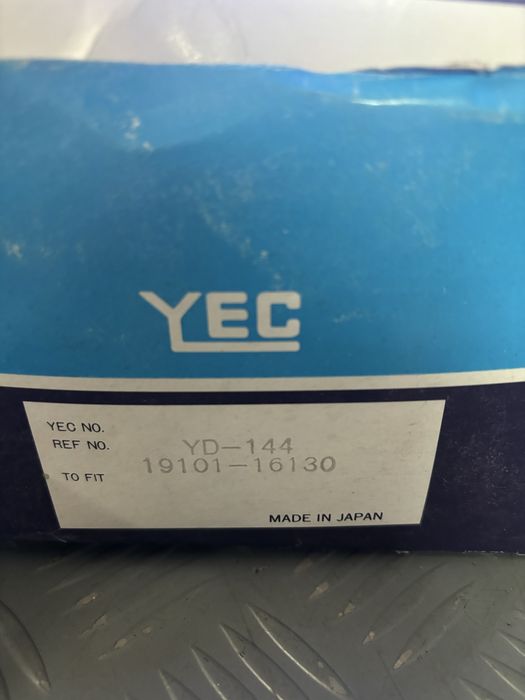 YEC
YEC NO.
REF NO. YD-144
TO FIT 19101-16130
MADE IN JAPAN